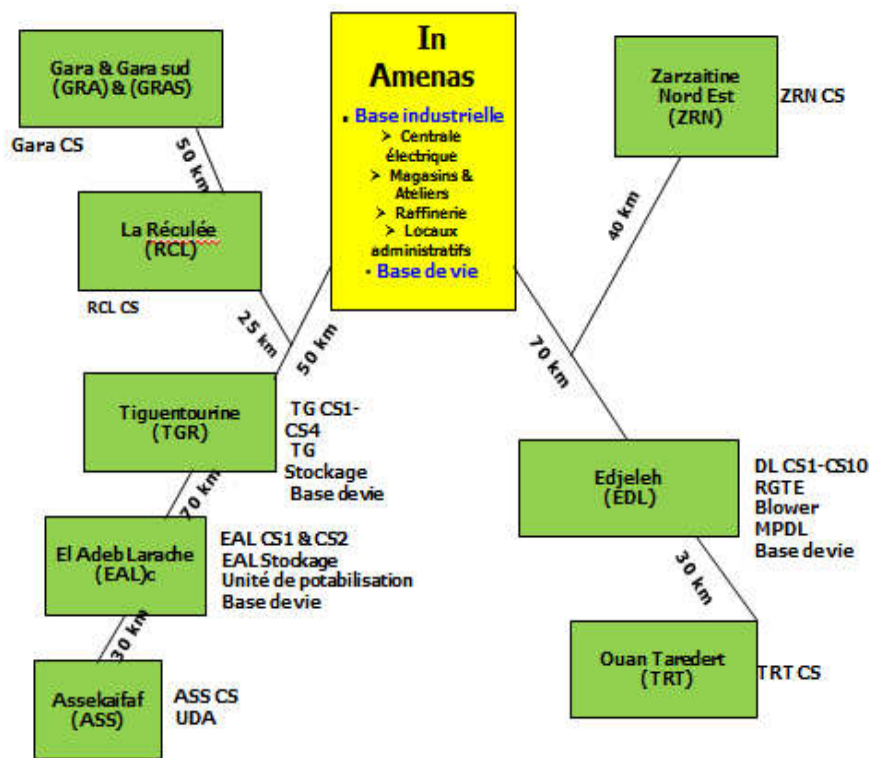 Gara & Gara sud
(GRA) & (GRAS)
Gara CS
50 km
La Réculée
(RCL)
RCL CS
25 km
In
Amenas
• Base industrielle
➢ Centrale
électrique
➢ Magasins &
Ateliers
➢ Raffinerie
➢ Locaux
administratifs
• Base de vie
50 km
Tiguentourine
(TGR)
TG CS1-
CS4
TG
Stockage
Base de vie
70 km
El Adeb Larache
(EAL)c
EAL CS1 & CS2
EAL Stockage
Unité de potabilisation
Base de vie
30 km
Assekaifaf
(ASS)
ASS CS
UDA
Zarzaitine
Nord Est
(ZRN)
ZRN CS
40 km
70 km
Edjeleh
(EDL)
DL CS1-CS10
RGTE
Blower
MPDL
Base de vie
30 km
Ouan Taredert
(TRT)
TRT CS